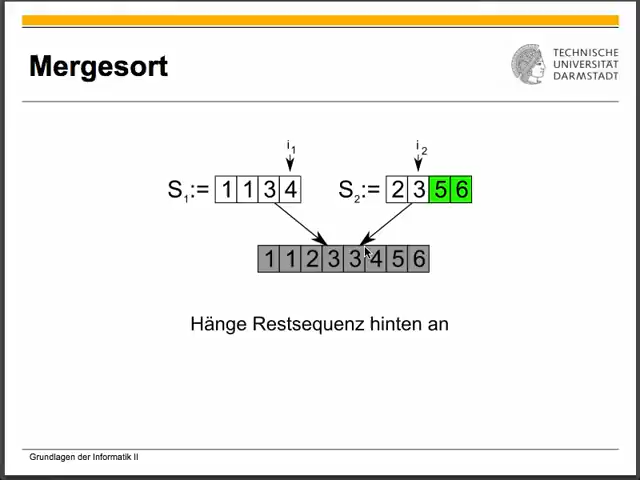 Mergesort
TECHNISCHE
UNIVERSITÄT
DARMSTADT
i1 i2
S1:= 1 1 3 4 S2:= 2 3 5 6
1 1 2 3 3 4 5 6
Hänge Restsequenz hinten an
Grundlagen der Informatik II